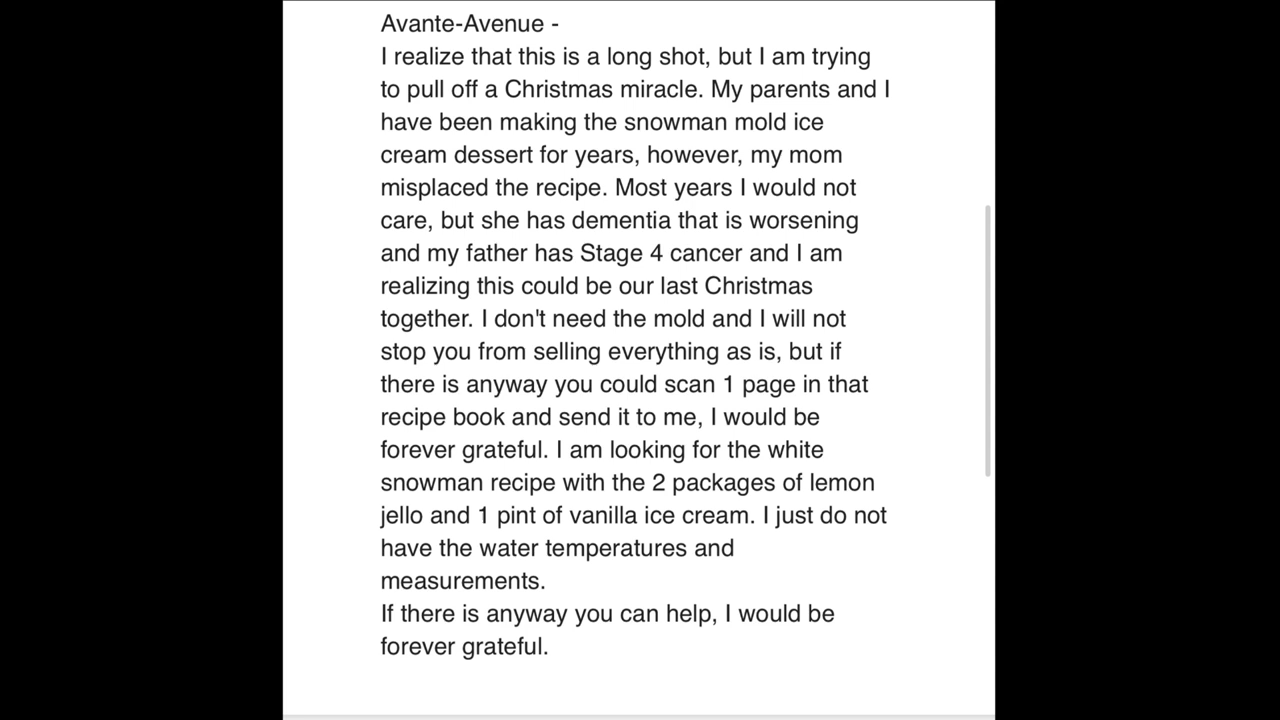 Avante-Avenue -
I realize that this is a long shot, but I am trying
to pull off a Christmas miracle. My parents and I
have been making the snowman mold ice
cream dessert for years, however, my mom
misplaced the recipe. Most years I would not
care, but she has dementia that is worsening
and my father has Stage 4 cancer and I am
realizing this could be our last Christmas
together. I don't need the mold and I will not
stop you from selling everything as is, but if
there is anyway you could scan 1 page in that
recipe book and send it to me, I would be
forever grateful. I am looking for the white
snowman recipe with the 2 packages of lemon
jello and 1 pint of vanilla ice cream. I just do not
have the water temperatures and
measurements.
If there is anyway you can help, I would be
forever grateful.